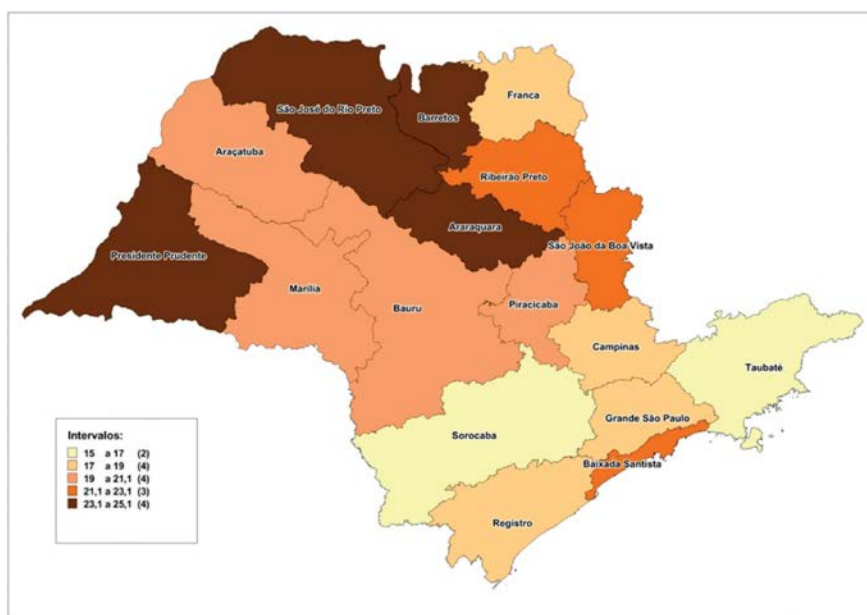 Franca
São José do Rio Preto
Barretos
Araçatuba
Ribeirão Preto
Araraquara
São João da Boa Vista
Presidente Prudente
Marília
Bauru
Piracicaba
Campinas
Taubaté
Grande São Paulo
Sorocaba
Baixada Santista
Registro
Intervalos:
15 a 17 (2)
17 a 19 (4)
19 a 21,1 (4)
21,1 a 23,1 (3)
23,1 a 25,1 (4)